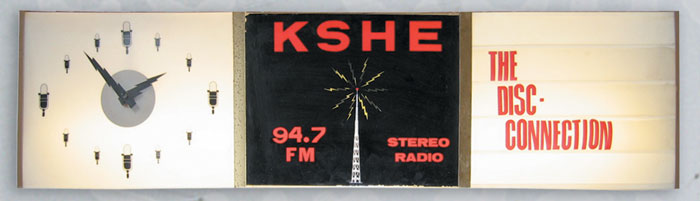 KSHE
94.7
FM
STEREO
RADIO
THE
DISC-
CONNECTION